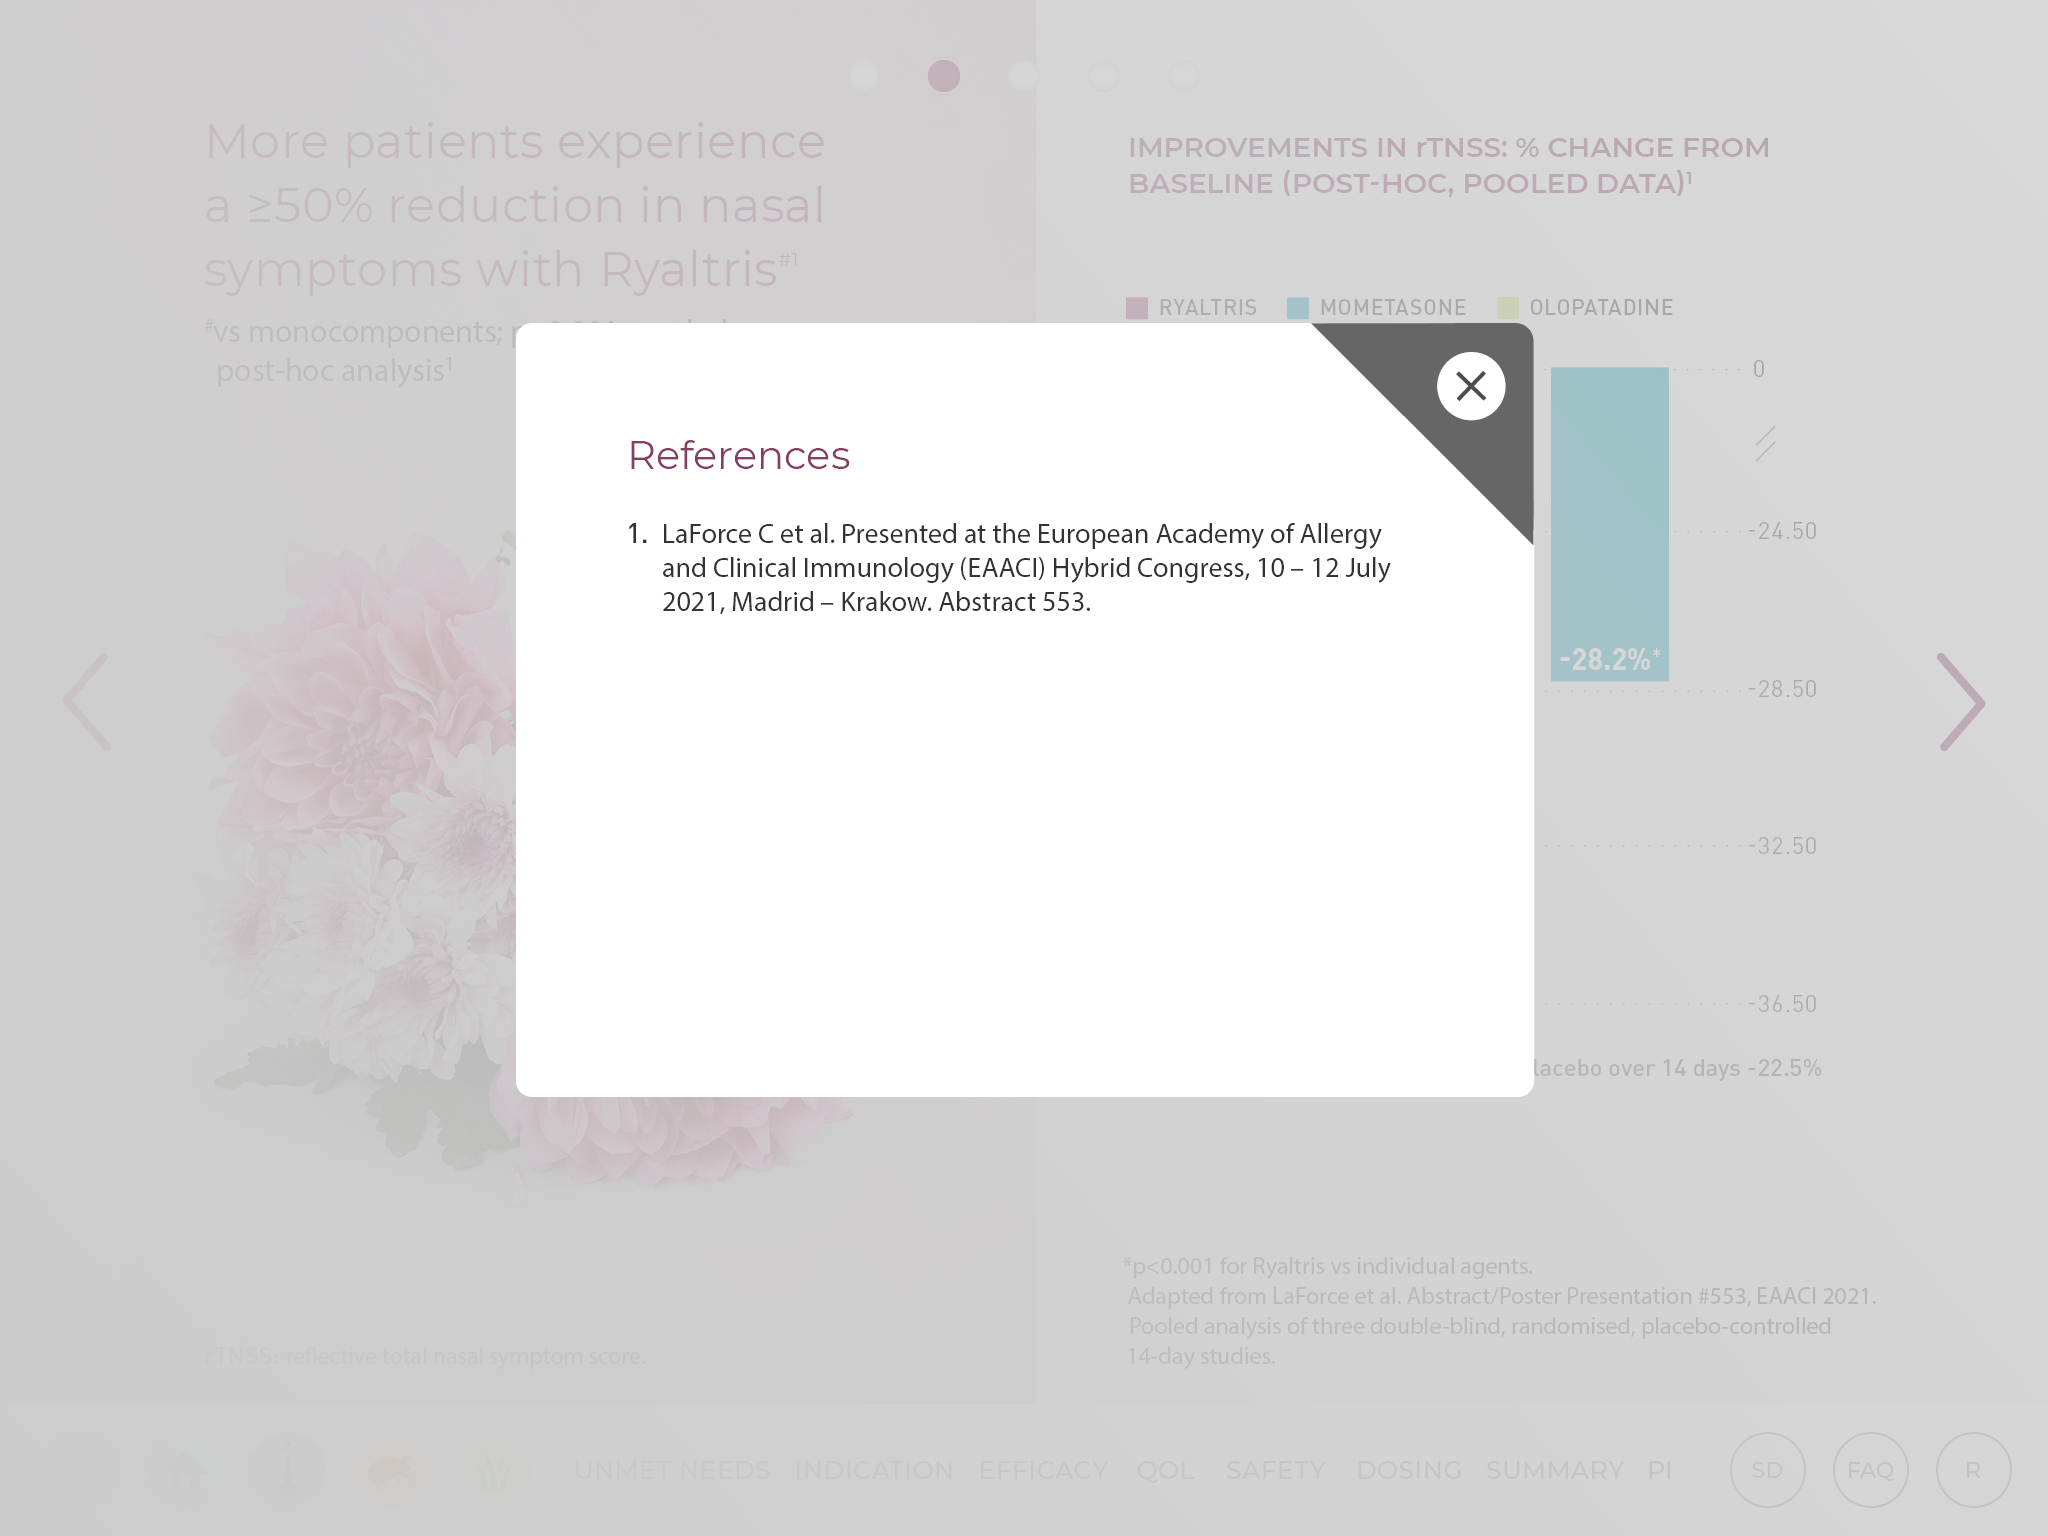 More patients experience
a ≥50% reduction in nasal
symptoms with Ryaltris#1
#vs monocomponents;
post-hoc analysis1
IMPROVEMENTS IN rTNSS: % CHANGE FROM
BASELINE (POST-HOC, POOLED DATA)1
RYALTRIS MOMETASONE OLOPATADINE
0
-24.50
-28.2%*
-28.50
-32.50
-36.50
over 14 days -22.5%
References
1. LaForce C et al. Presented at the European Academy of Allergy
and Clinical Immunology (EAACI) Hybrid Congress, 10 – 12 July
2021, Madrid – Krakow. Abstract 553.
*p<0.001 for Ryaltris vs individual agents.
Adapted from LaForce et al. Abstract/Poster Presentation #553, EAACI 2021.
Pooled analysis of three double-blind, randomised, placebo-controlled
14-day studies.
rTNSS: reflective total nasal symptom score.
UNMET NEEDS INDICATION EFFICACY QOL SAFETY DOSING SUMMARY PI SD FAQ R